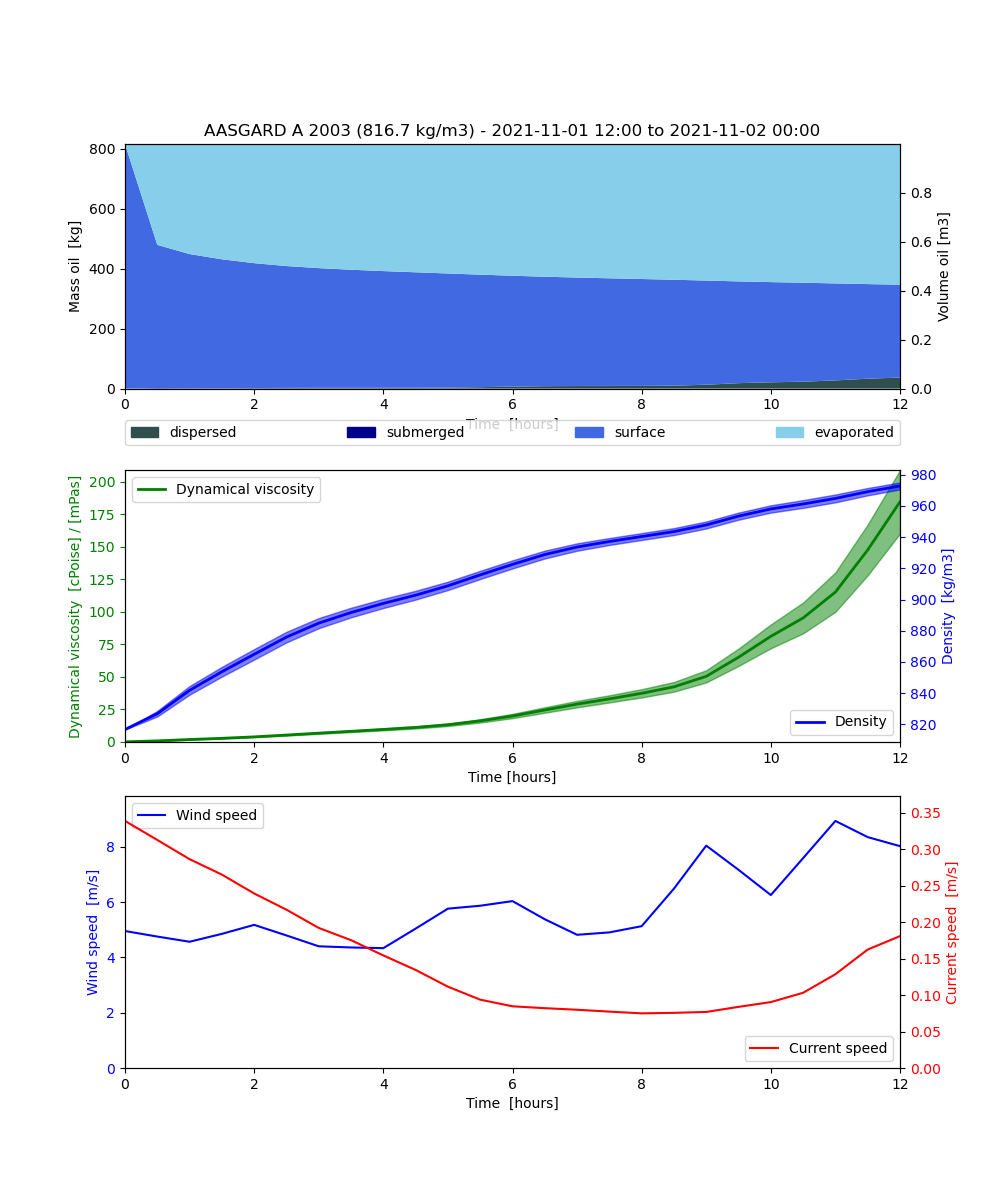 AASGARD A 2003 (816.7 kg/m3) - 2021-11-01 12:00 to 2021-11-02 00:00
Mass oil [kg]
800
600
400
200
0
Volume oil [m3]
0.8
0.6
0.4
0.2
0.0
0 2 4 6 8 10 12
Time [hours]
dispersed submerged surface evaporated
Dynamical viscosity [cPoise] / [mPas]
200
175
150
125
100
75
50
25
0
Dynamical viscosity
Density [kg/m3]
980
960
940
920
900
880
860
840
820
Density
0 2 4 6 8 10 12
Time [hours]
Wind speed [m/s]
8
6
4
2
0
Wind speed
Current speed [m/s]
0.35
0.30
0.25
0.20
0.15
0.10
0.05
0.00
Current speed
0 2 4 6 8 10 12
Time [hours]